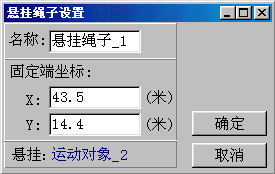 悬挂绳子设置
名称: 悬挂绳子_1
固定端坐标:
X: 43.5 (米)
Y: 14.4 (米)
确定
悬挂: 运动对象_2
取消